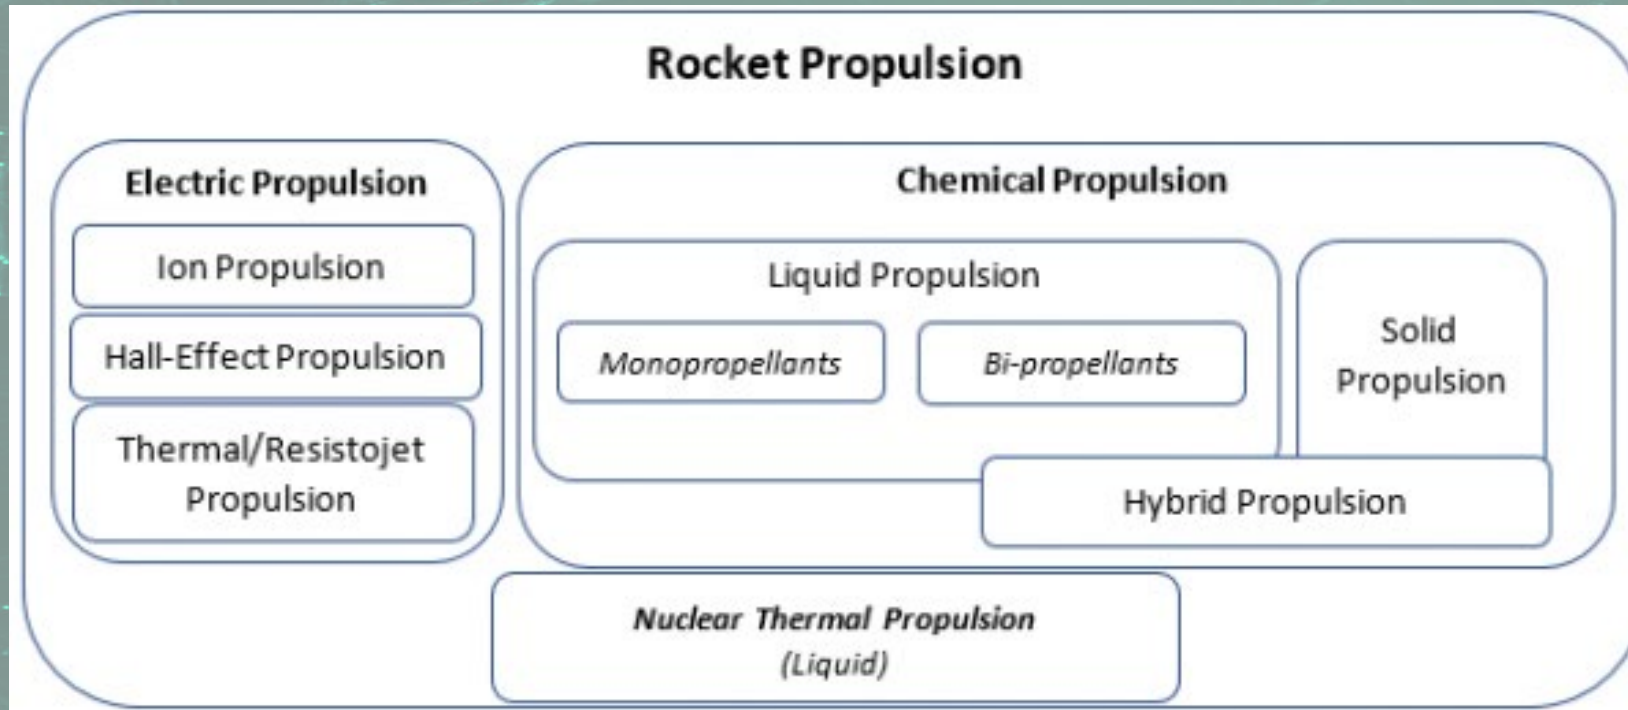 Rocket Propulsion
Electric Propulsion
Ion Propulsion
Hall-Effect Propulsion
Thermal/Resistojet
Propulsion
Chemical Propulsion
Liquid Propulsion
Monopropellants
Bi-propellants
Solid
Propulsion
Hybrid Propulsion
Nuclear Thermal Propulsion
(Liquid)